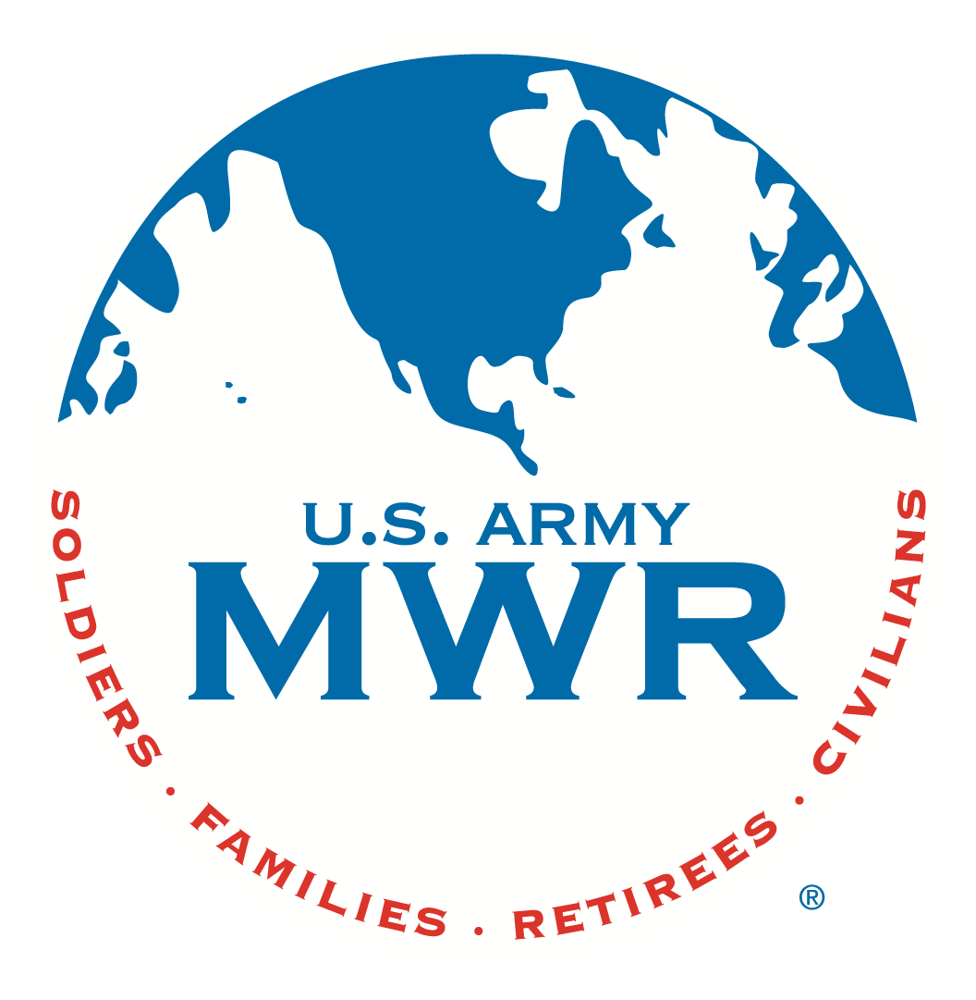 U.S. ARMY
MWR
SOLDIERS · FAMILIES · RETIREES · CIVILIANS
®